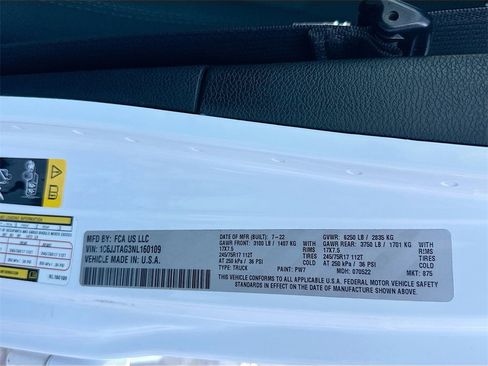 MFD BY: FCA US LLC
VIN: 1C6JJTAG3NL160109
VEHICLE MADE IN U.S.A.
DATE OF MFR (BUILT): 7-22
GAWR FRONT: 3100 LB / 1407 KG
17X7.5 RIMS
245/75R17 112T
AT 250 kPa / 36 PSI COLD
TYPE: TRUCK PAINT: PW7
GVWR: 6250 LB / 2835 KG
GAWR REAR: 3750 LB / 1701 KG
17X7.5 RIMS
245/75R17 112T
AT 250 kPa / 36 PSI COLD
MDH: 070522 MKT: 875
THIS VEHICLE CONFORMS TO ALL APPLICABLE U.S.A. FEDERAL MOTOR VEHICLE SAFETY
STANDARDS IN EFFECT ON THE DATE OF MANUFACTURE SHOWN ABOVE.